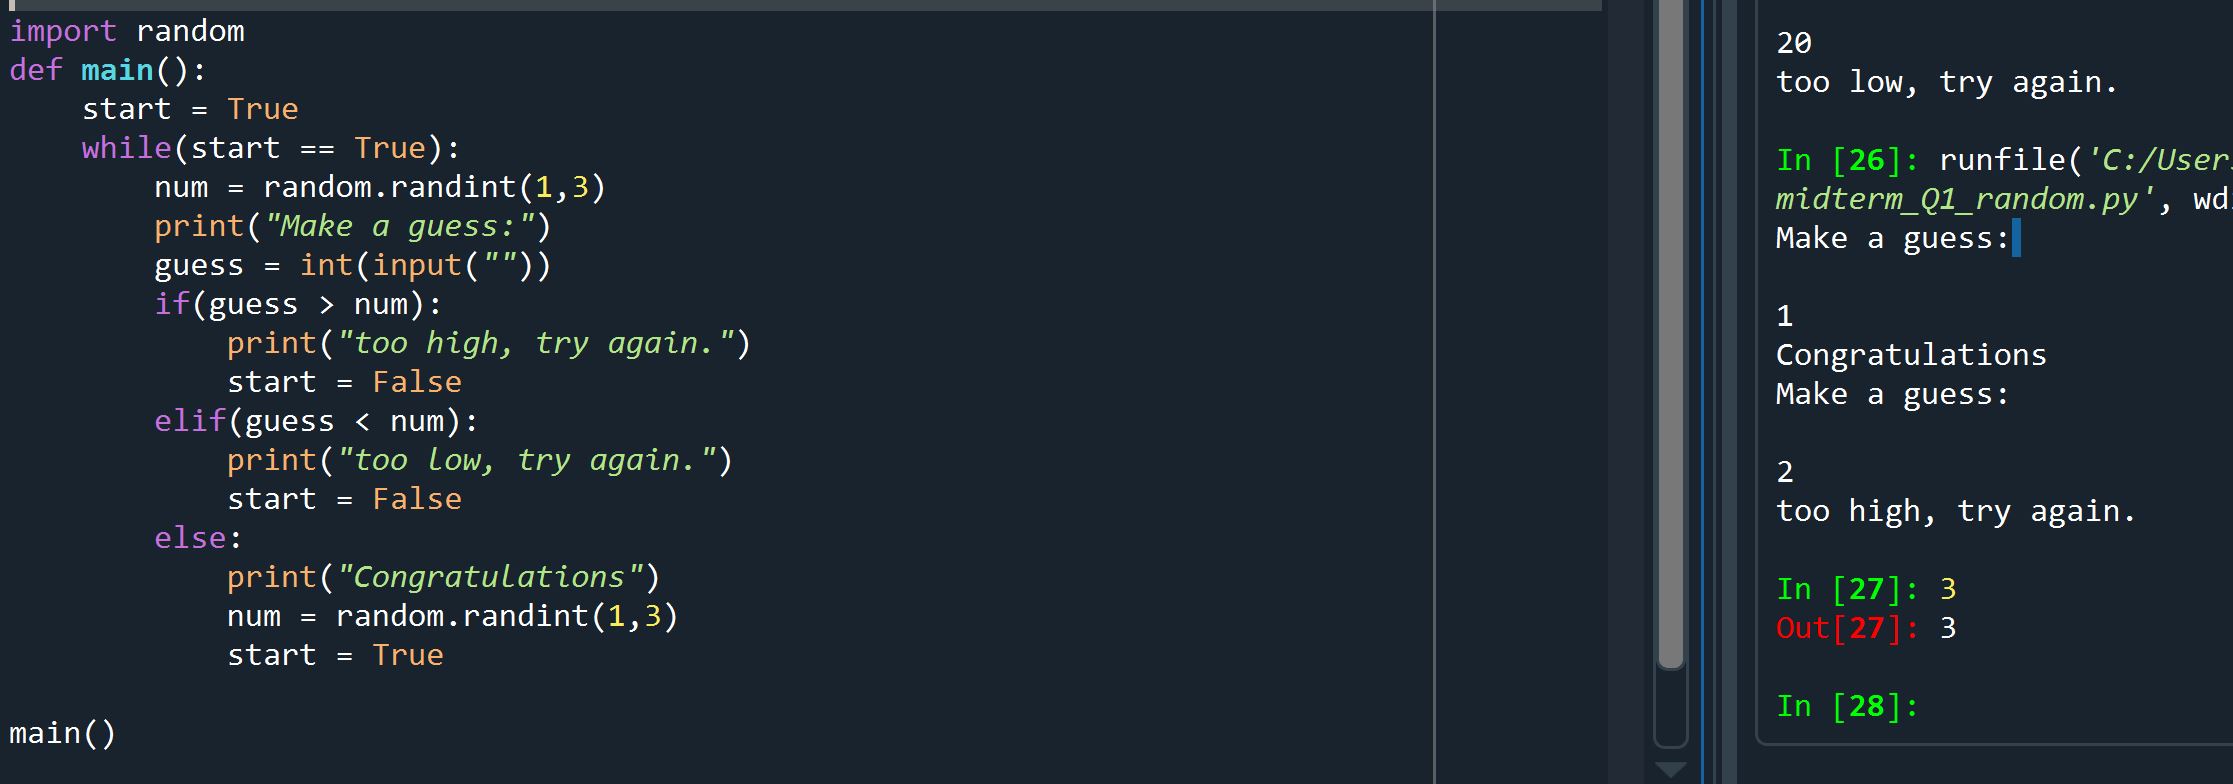 import random
def main():
    start = True
    while(start == True):
        num = random.randint(1,3)
        print("Make a guess:")
        guess = int(input(""))
        if(guess > num):
            print("too high, try again.")
            start = False
        elif(guess < num):
            print("too low, try again.")
            start = False
        else:
            print("Congratulations")
            num = random.randint(1,3)
            start = True
main()
20
too low, try again.
In [26]: runfile('C:/User
midterm_Q1_random.py', wd
Make a guess:
1
Congratulations
Make a guess:
2
too high, try again.
In [27]: 3
Out[27]: 3
In [28]: